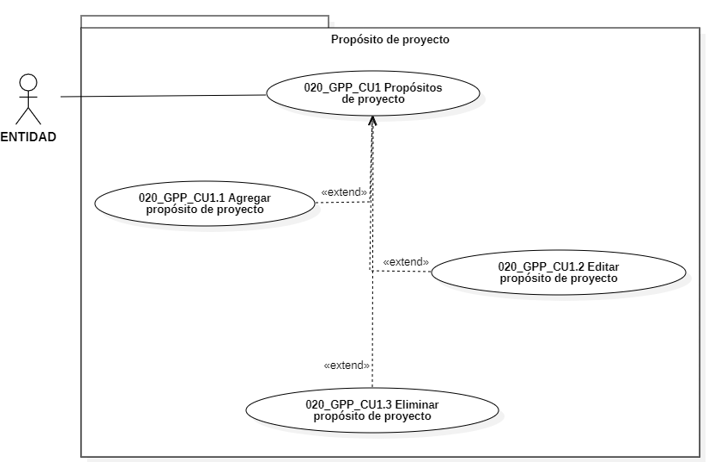 Propósito de proyecto
020_GPP_CU1 Propósitos
de proyecto
ENTIDAD
020_GPP_CU1.1 Agregar
propósito de proyecto
«extend»
«extend»
020_GPP_CU1.2 Editar
propósito de proyecto
«extend»
020_GPP_CU1.3 Eliminar
propósito de proyecto